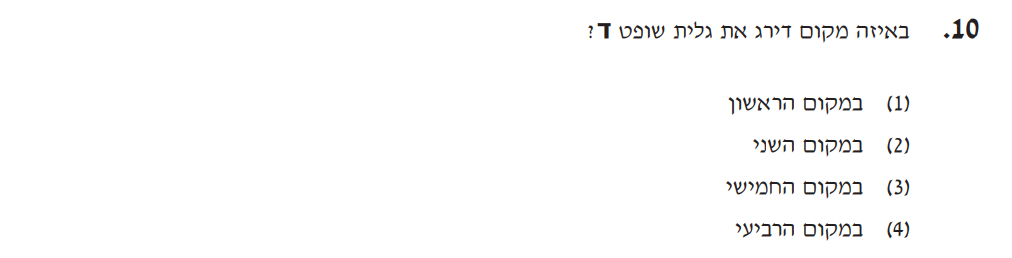 10. באיזה מקום דירג את גלית שופט ד?
(1) במקום הראשון
(2) במקום השני
(3) במקום החמישי
(4) במקום הרביעי